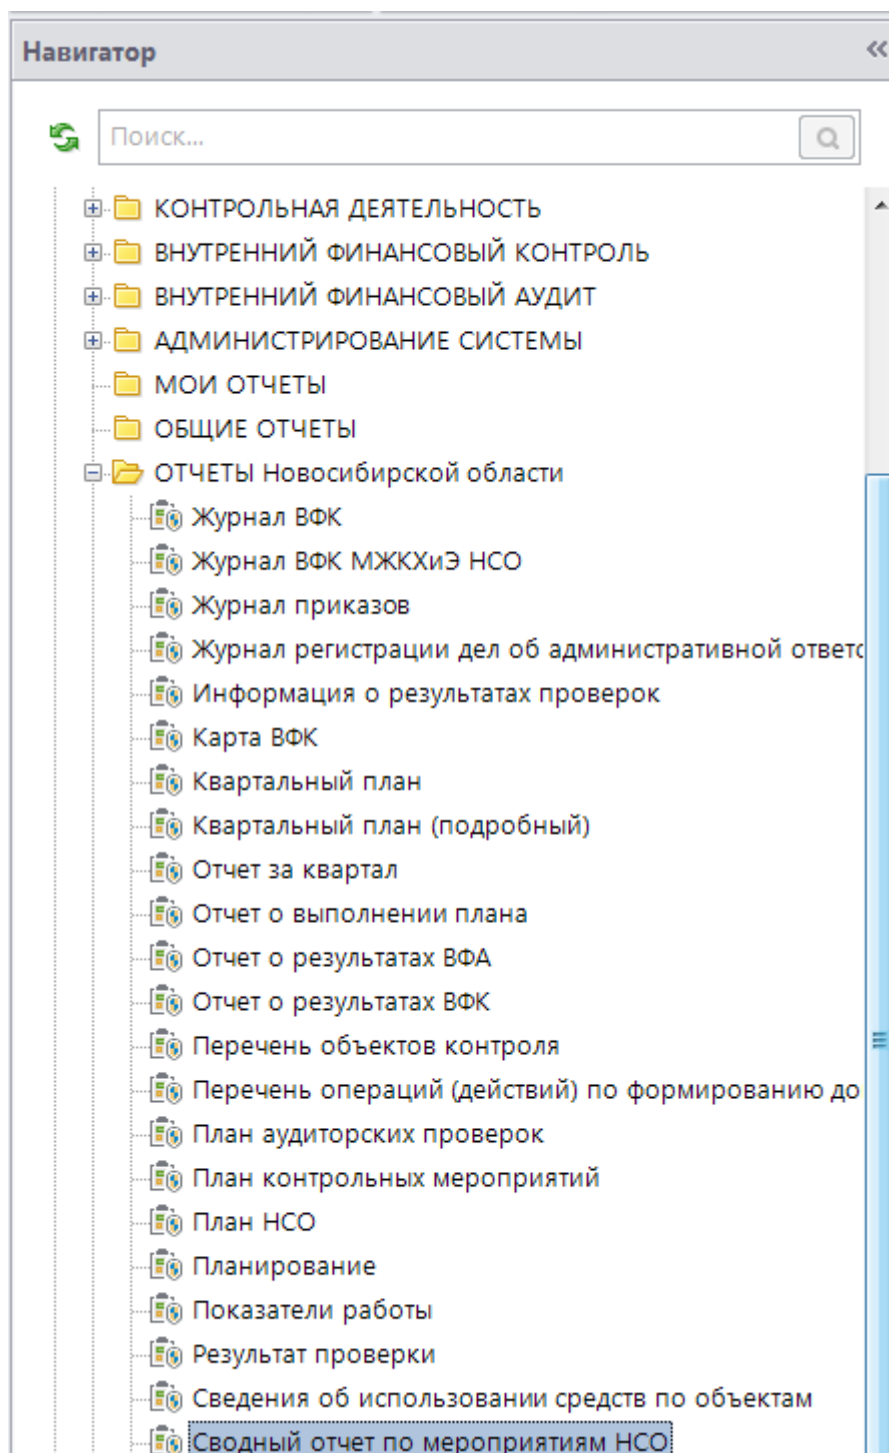 Навигатор
Поиск...
КОНТРОЛЬНАЯ ДЕЯТЕЛЬНОСТЬ
ВНУТРЕННИЙ ФИНАНСОВЫЙ КОНТРОЛЬ
ВНУТРЕННИЙ ФИНАНСОВЫЙ АУДИТ
АДМИНИСТРИРОВАНИЕ СИСТЕМЫ
МОИ ОТЧЕТЫ
ОБЩИЕ ОТЧЕТЫ
ОТЧЕТЫ Новосибирской области
Журнал ВФК
Журнал ВФК МЖКХиЭ НСО
Журнал приказов
Журнал регистрации дел об административной ответс
Информация о результатах проверок
Карта ВФК
Квартальный план
Квартальный план (подробный)
Отчет за квартал
Отчет о выполнении плана
Отчет о результатах ВФА
Отчет о результатах ВФК
Перечень объектов контроля
Перечень операций (действий) по формированию до
План аудиторских проверок
План контрольных мероприятий
План НСО
Планирование
Показатели работы
Результат проверки
Сведения об использовании средств по объектам
Сводный отчет по мероприятиям НСО